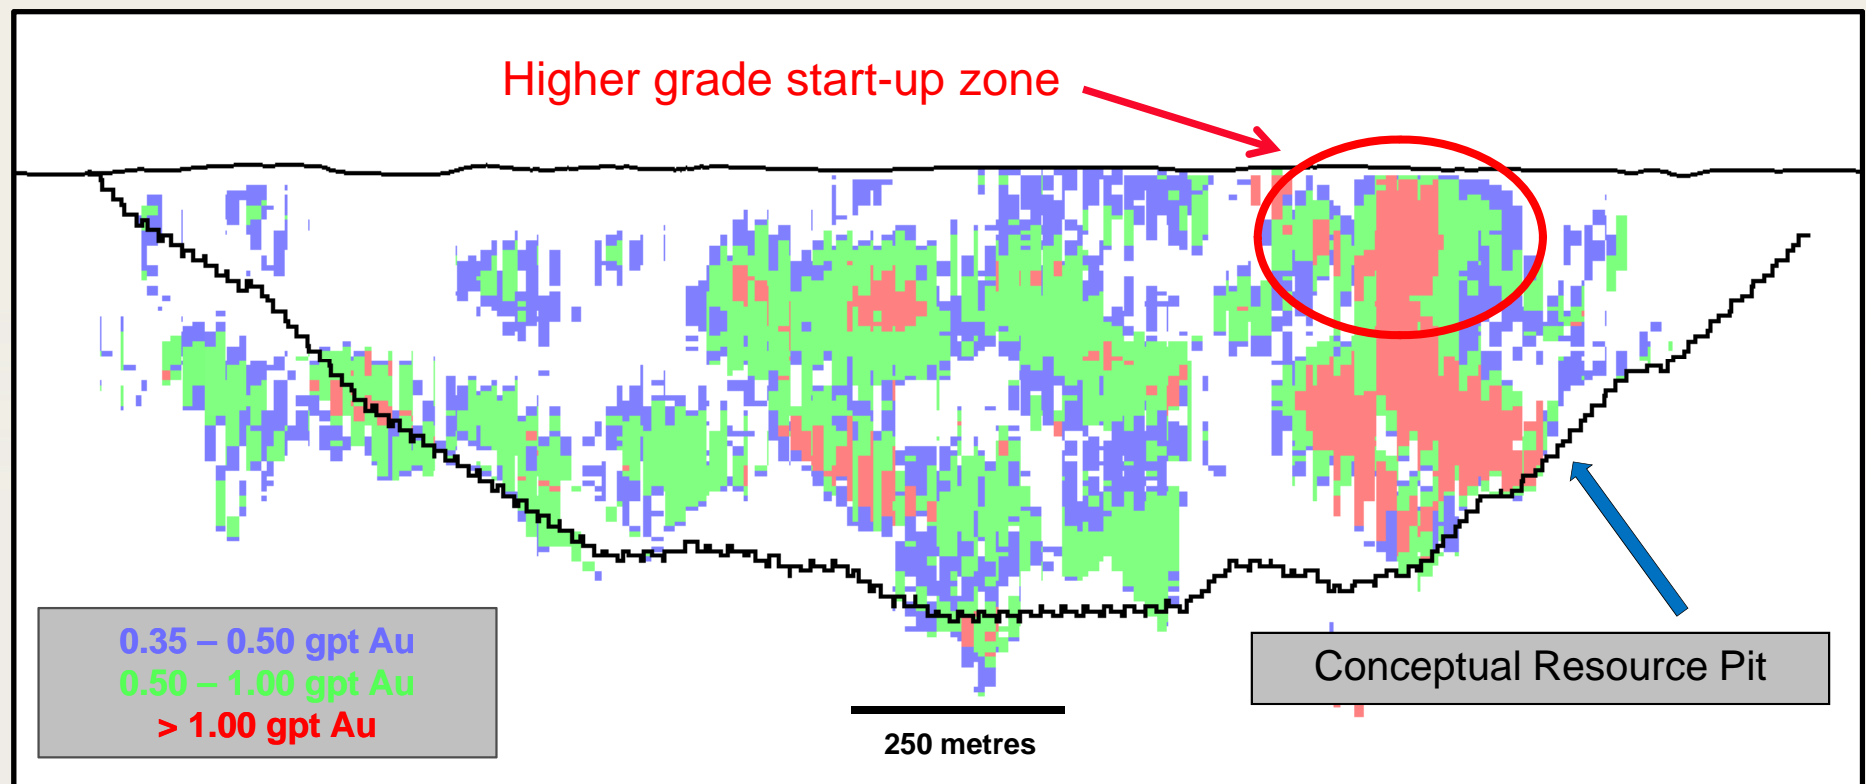 Higher grade start-up zone
0.35 – 0.50 gpt Au
0.50 – 1.00 gpt Au
> 1.00 gpt Au
Conceptual Resource Pit
250 metres